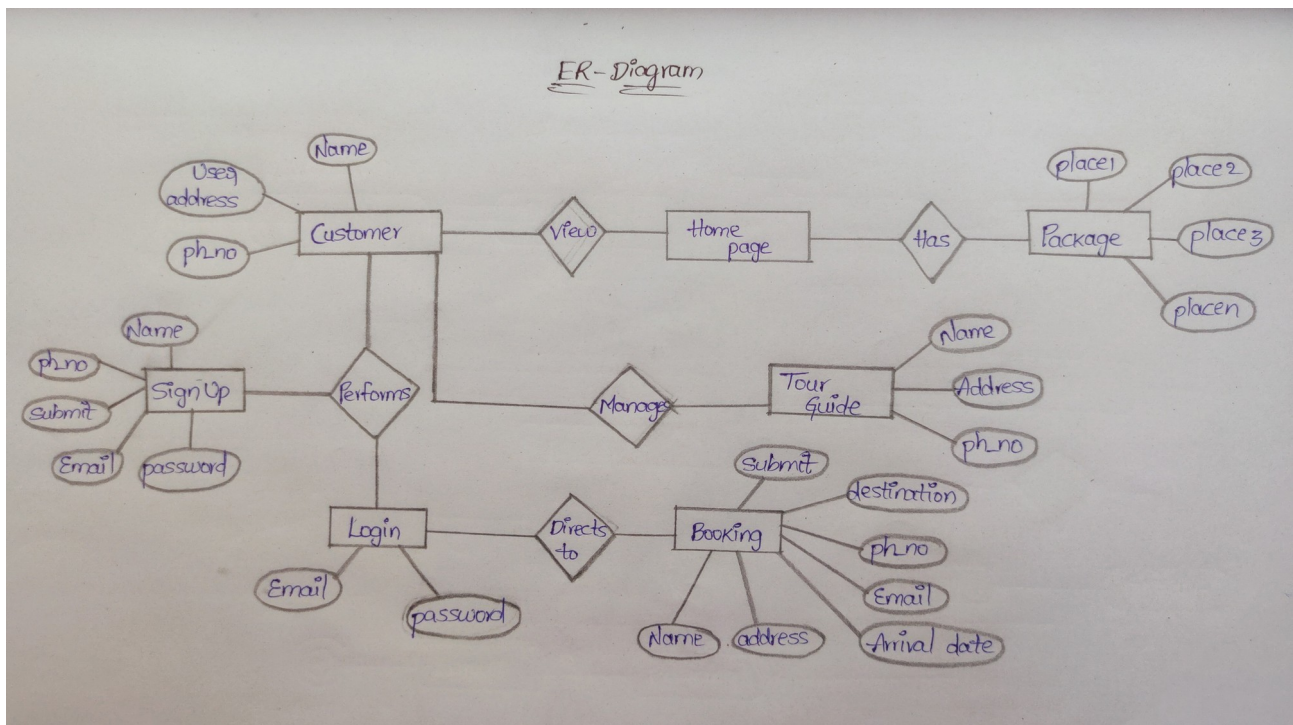 ER-Diagram
Name
User
address
ph_no
Customer
View
Home
page
Has
Package
place1
place2
place3
placen
Name
ph_no
submit
Email
password
Sign Up
Performs
Manages
Tour
Guide
Name
Address
ph_no
Login
Email
password
Directs
to
Booking
submit
destination
ph_no
Email
Arrival date
Name
address